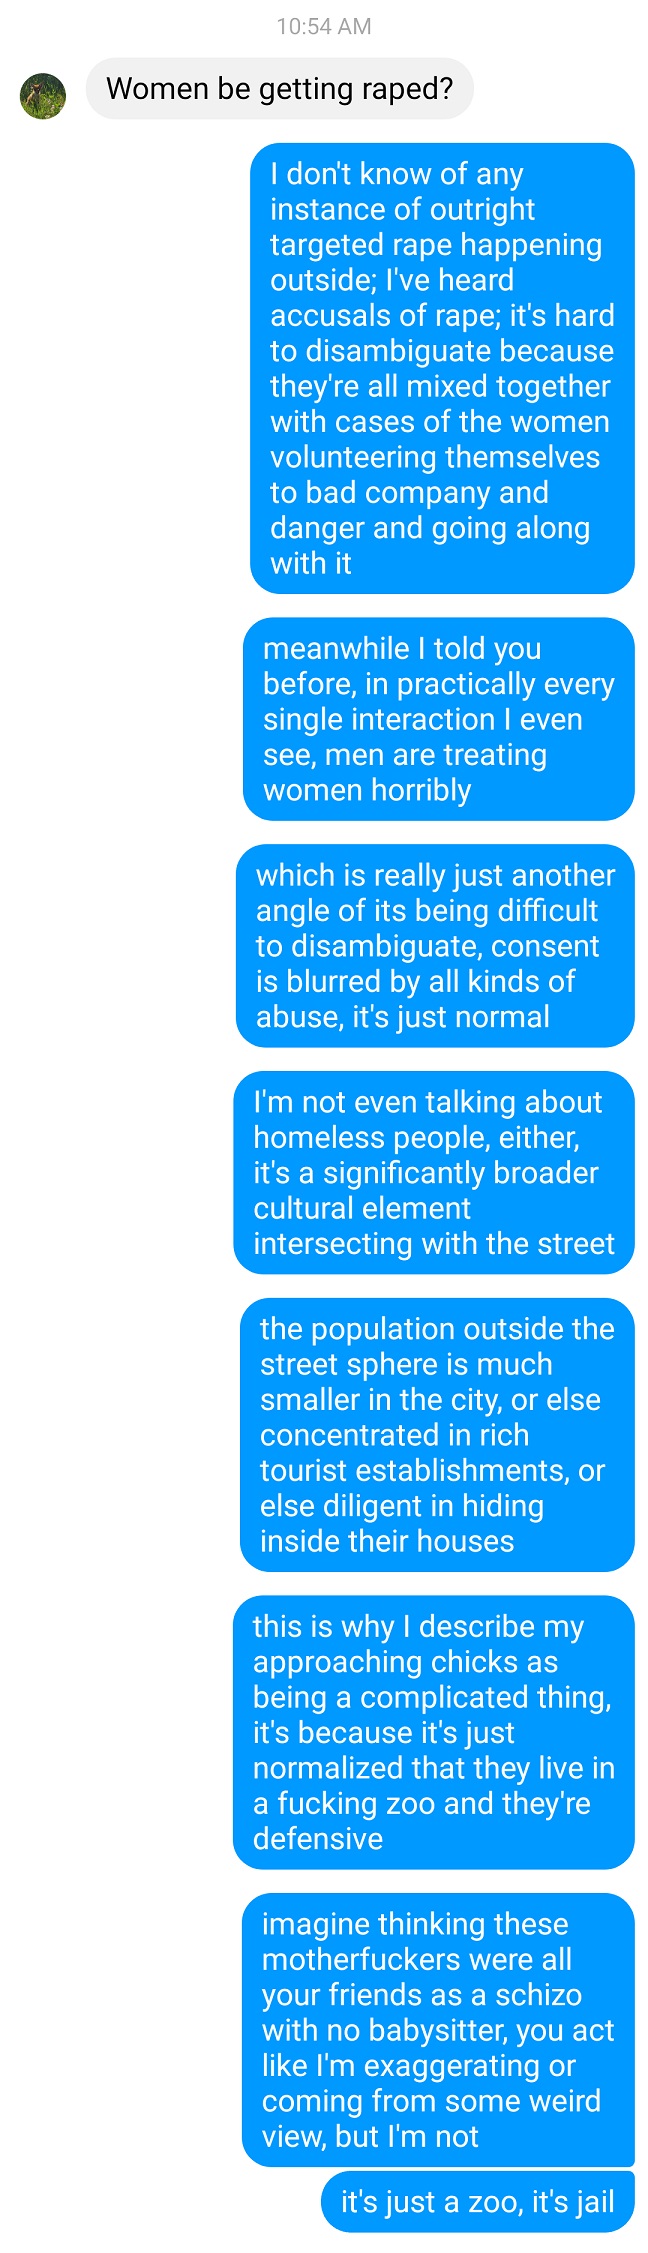 10:54 AM
Women be getting raped?
I don't know of any
instance of outright
targeted rape happening
outside; I've heard
accusals of rape; it's hard
to disambiguate because
they're all mixed together
with cases of the women
volunteering themselves
to bad company and
danger and going along
with it
meanwhile I told you
before, in practically every
single interaction I even
see, men are treating
women horribly
which is really just another
angle of its being difficult
to disambiguate, consent
is blurred by all kinds of
abuse, it's just normal
I'm not even talking about
homeless people, either,
it's a significantly broader
cultural element
intersecting with the street
the population outside the
street sphere is much
smaller in the city, or else
concentrated in rich
tourist establishments, or
else diligent in hiding
inside their houses
this is why I describe my
approaching chicks as
being a complicated thing,
it's because it's just
normalized that they live in
a fucking zoo and they're
defensive
imagine thinking these
motherfuckers were all
your friends as a schizo
with no babysitter, you act
like I'm exaggerating or
coming from some weird
view, but I'm not
it's just a zoo, it's jail